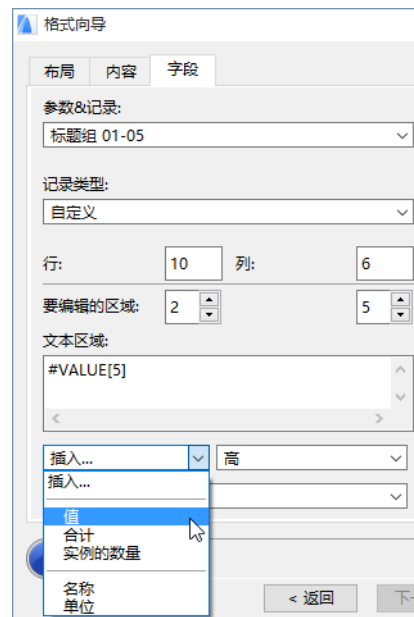 格式向导
布局 内容 字段
参数&记录:
标题组 01-05
记录类型:
自定义
行: 10 列: 6
要编辑的区域: 2 5
文本区域:
#VALUE[5]
插入... 高
插入...
值
合计
实例的数量
名称
单位
< 返回